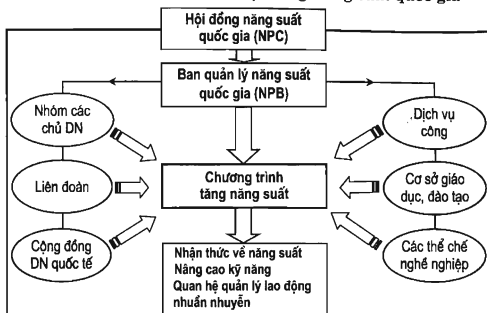 quốc gia
Hội đồng năng suất
quốc gia (NPC)
Ban quản lý năng suất
quốc gia (NPB)
Nhóm các
chủ DN
Liên đoàn
Cộng đồng
DN quốc tế
Chương trình
tăng năng suất
Dịch vụ
công
Cơ sở giáo
dục, đào tạo
Các thể chế
nghề nghiệp
Nhận thức về năng suất
Nâng cao kỹ năng
Quan hệ quản lý lao động
nhuần nhuyễn